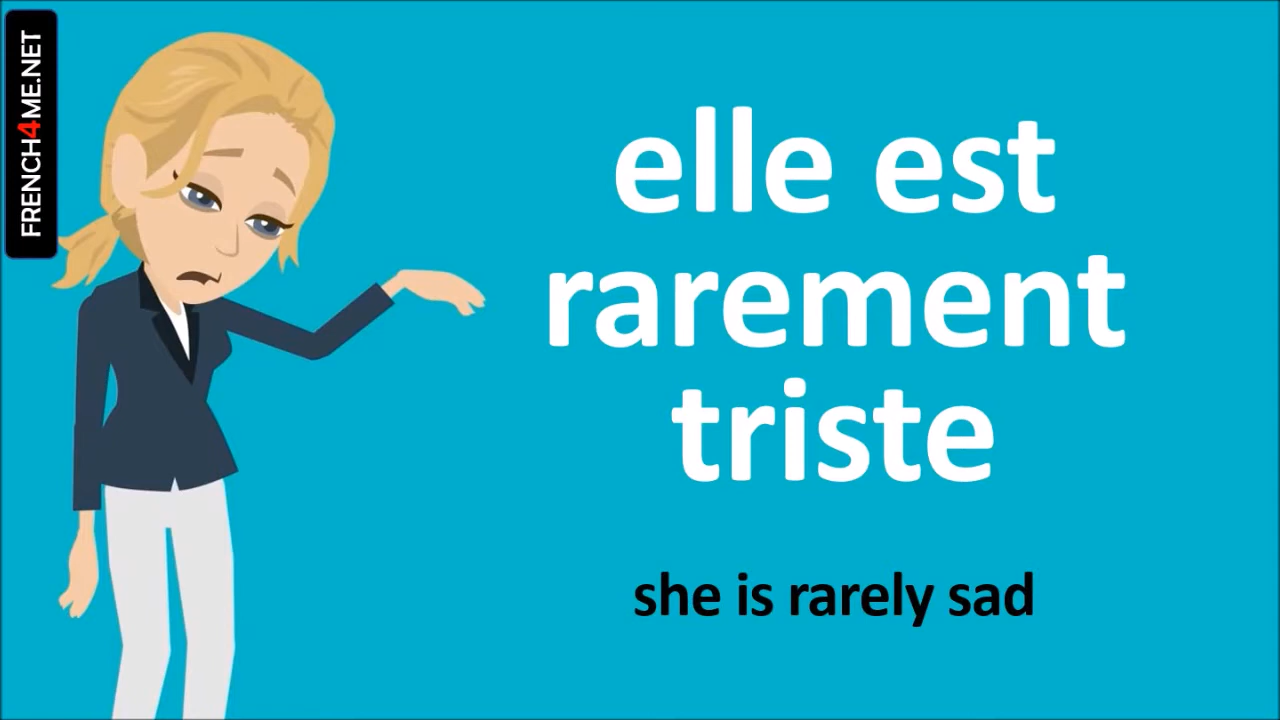 FRENCH4ME.NET
elle est
rarement
triste
she is rarely sad